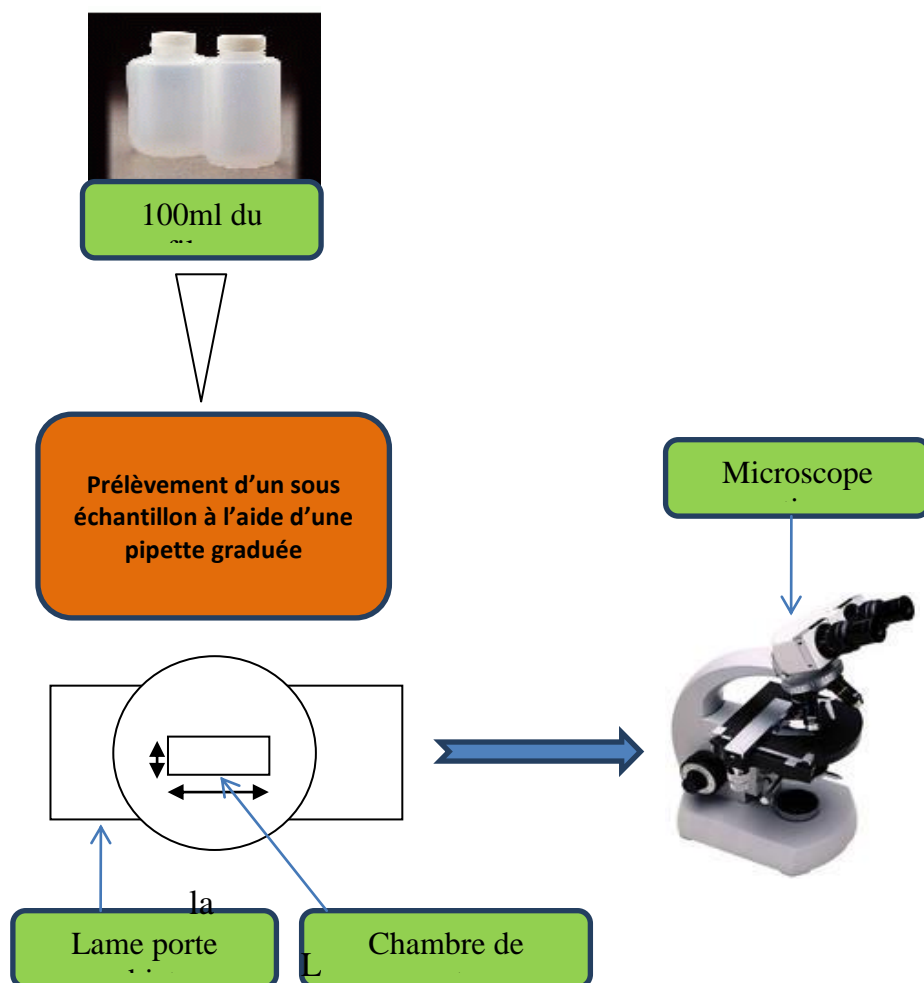 100ml du
Prélèvement d’un sous
échantillon à l’aide d’une
pipette graduée
Microscope
la
Lame porte
L
Chambre de